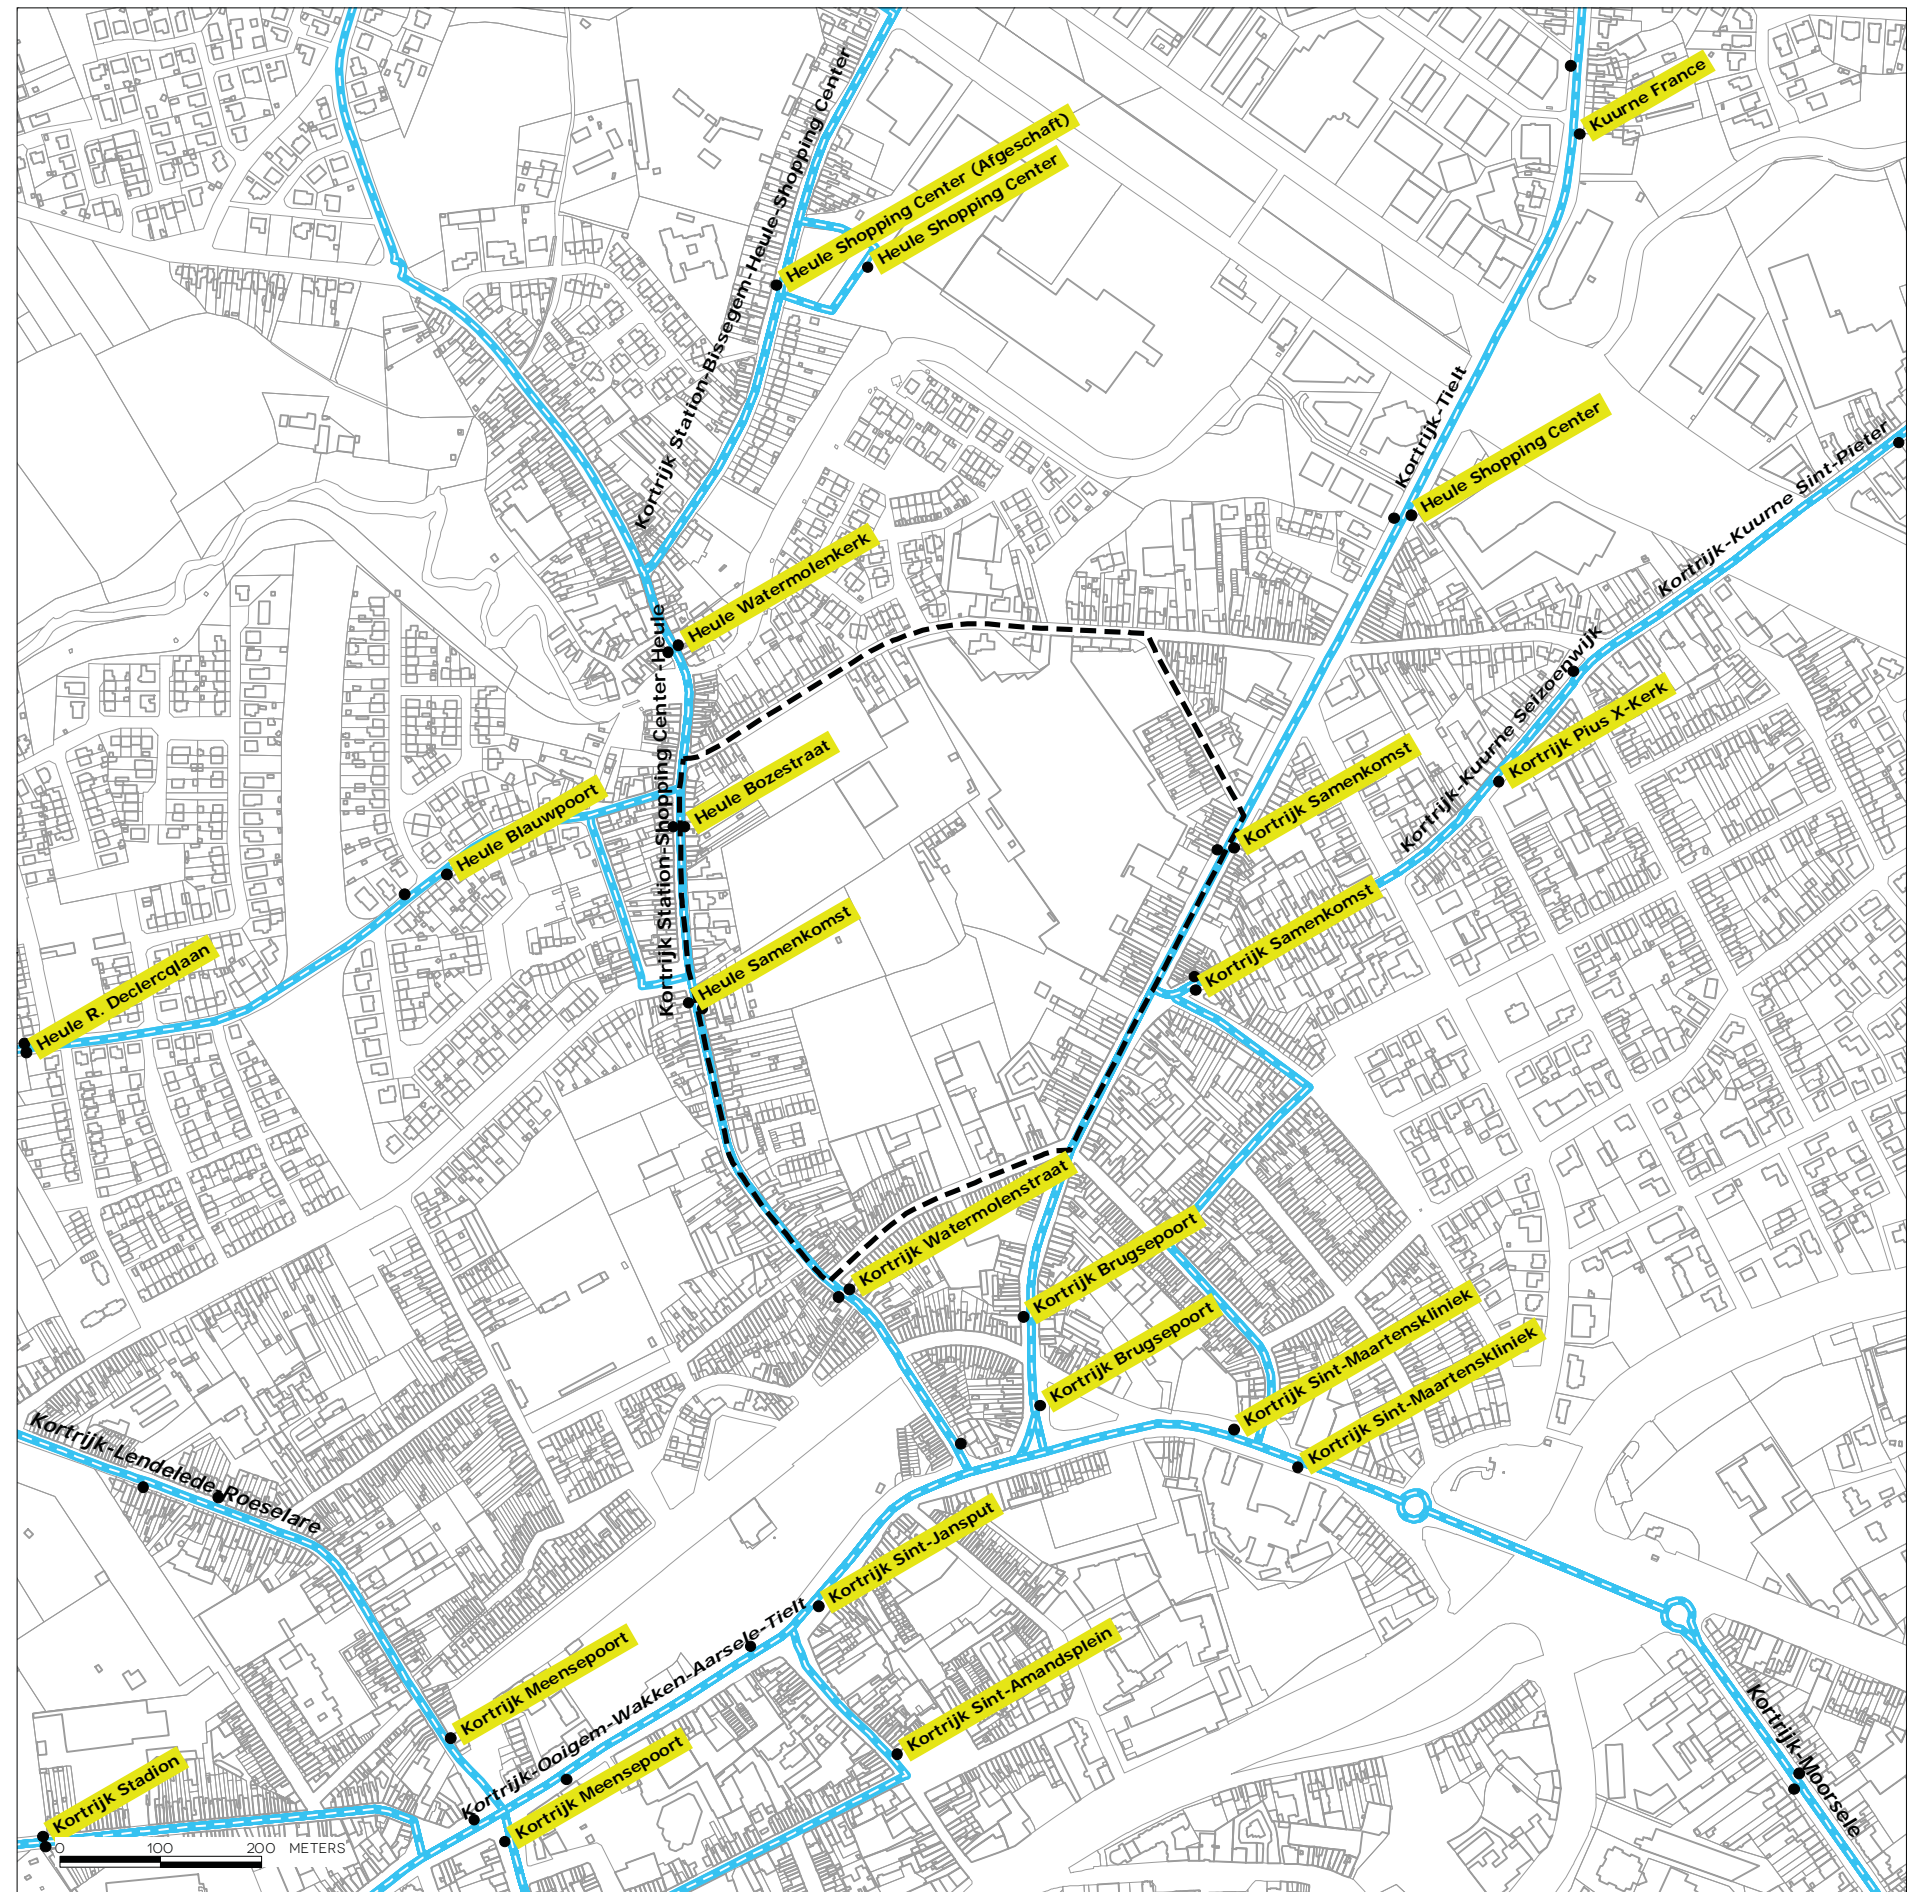 Kuurne France
Kortrijk Station-Bissegem-Heule-Shopping Center
Heule Shopping Center (Afgeschaft)
Heule Shopping Center
Kortrijk-Tielt
Heule Shopping Center
Kortrijk-Kuurne Sint-Pieter
Heule Watermolenkerk
Kortrijk Station-Shopping Center-Heule
Kortrijk-Kuurne Seizoenwijk
Kortrijk Pius X-Kerk
Heule Bozestraat
Kortrijk Samenkomst
Heule Blauwpoort
Kortrijk Samenkomst
Heule Samenkomst
Heule R. Declercqlaan
Kortrijk Watermolenstraat
Kortrijk Brugsepoort
Kortrijk Brugsepoort
Kortrijk Sint-Maartenskliniek
Kortrijk Sint-Maartenskliniek
Kortrijk-Lendelede-Roeselare
Kortrijk Sint-Jansput
Kortrijk-Ooigem-Wakken-Aarsele-Tielt
Kortrijk Meensepoort
Kortrijk Sint-Amandsplein
Kortrijk-Moorsele
Kortrijk Meensepoort
Kortrijk Stadion
0 100 200 METERS